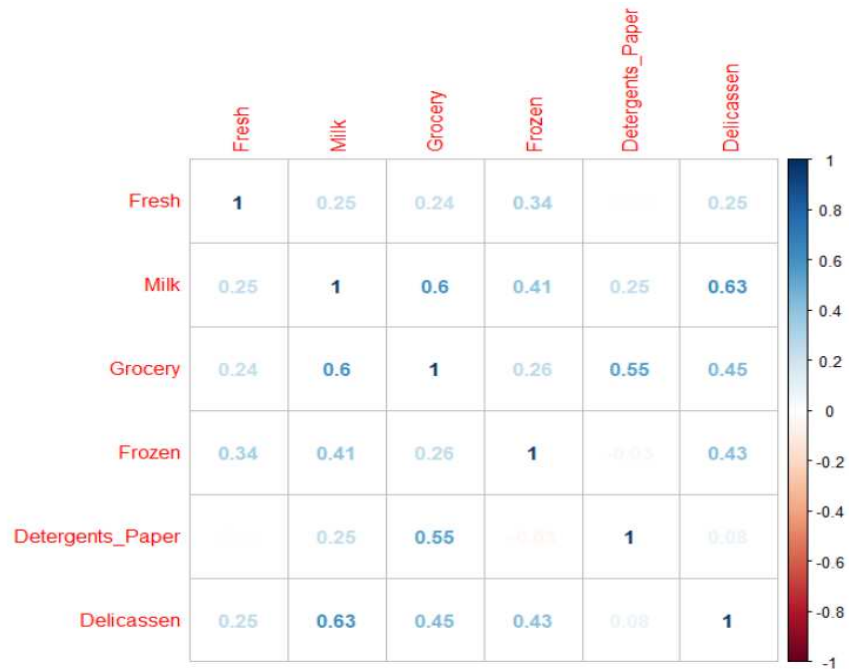 Fresh Milk Grocery Frozen Detergents_Paper Delicassen
Fresh 1 0.25 0.24 0.34 0.25
Milk 0.25 1 0.6 0.41 0.25 0.63
Grocery 0.24 0.6 1 0.26 0.55 0.45
Frozen 0.34 0.41 0.26 1 0.43
Detergents_Paper 0.25 0.55 1 0.08
Delicassen 0.25 0.63 0.45 0.43 0.08 1
1
0.8
0.6
0.4
0.2
0
-0.2
-0.4
-0.6
-0.8
-1